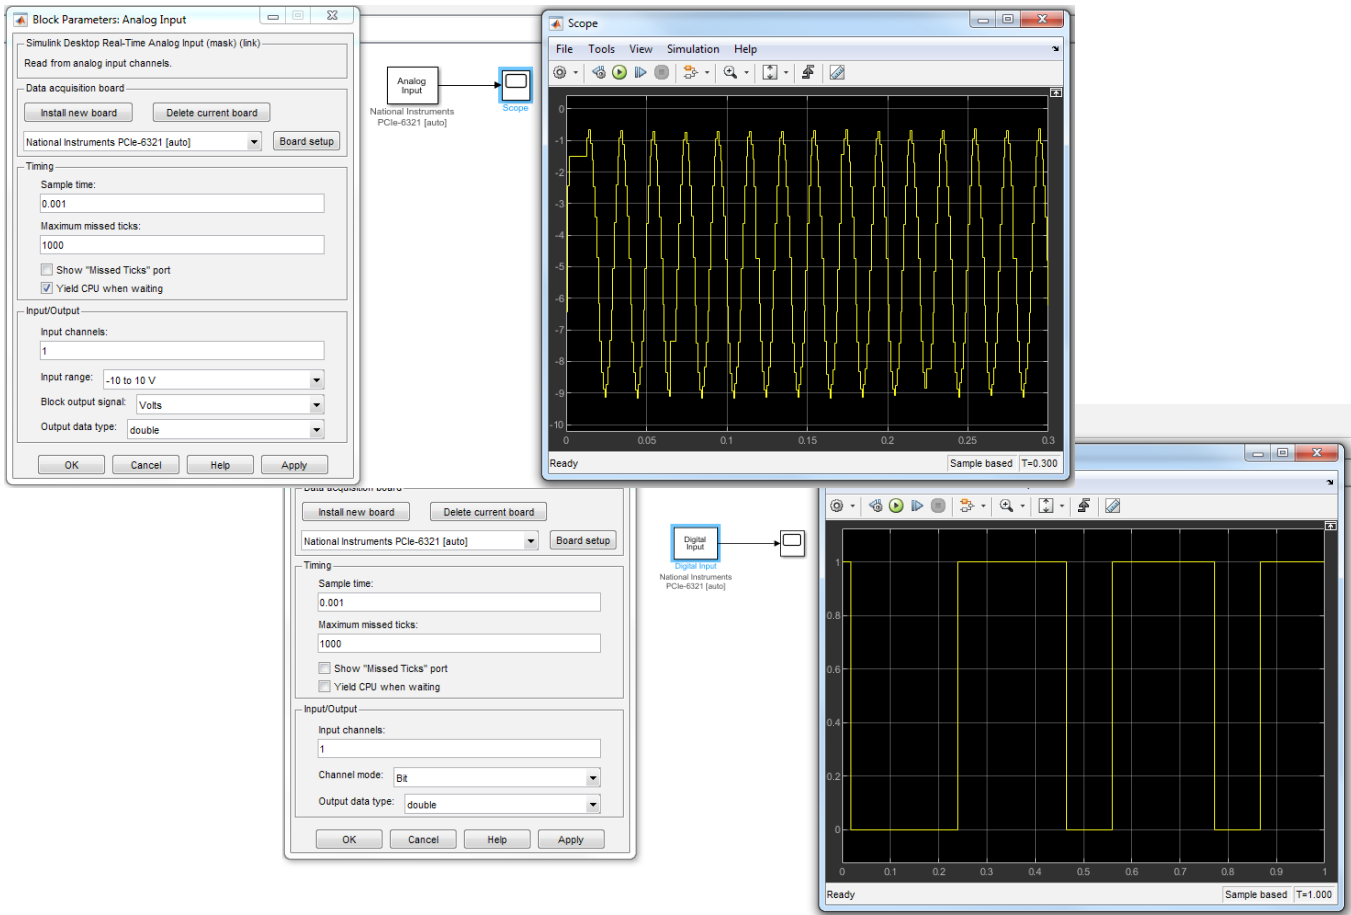 Block Parameters: Analog Input
Simulink Desktop Real-Time Analog Input (mask) (link)
Read from analog input channels.
Data acquisition board
Install new board
Delete current board
National Instruments PCIe-6321 [auto]
Board setup
Timing
Sample time:
0.001
Maximum missed ticks:
1000
Show "Missed Ticks" port
Yield CPU when waiting
Input/Output
Input channels:
1
Input range:
-10 to 10 V
Block output signal:
Volts
Output data type:
double
OK
Cancel
Help
Apply
Analog
Input
National Instruments
PCIe-6321 [auto]
Scope
Scope
File
Tools
View
Simulation
Help
0
-1
-2
-3
-4
-5
-6
-7
-8
-9
-10
0
0.05
0.1
0.15
0.2
0.25
0.3
Ready
Sample based
T=0.300
Data acquisition board
Install new board
Delete current board
National Instruments PCIe-6321 [auto]
Board setup
Timing
Sample time:
0.001
Maximum missed ticks:
1000
Show "Missed Ticks" port
Yield CPU when waiting
Input/Output
Input channels:
1
Channel mode:
Bit
Output data type:
double
OK
Cancel
Help
Apply
Digital
Input
Digital Input
National Instruments
PCIe-6321 [auto]
1
0.8
0.6
0.4
0.2
0
0
0.1
0.2
0.3
0.4
0.5
0.6
0.7
0.8
0.9
1
Ready
Sample based
T=1.000